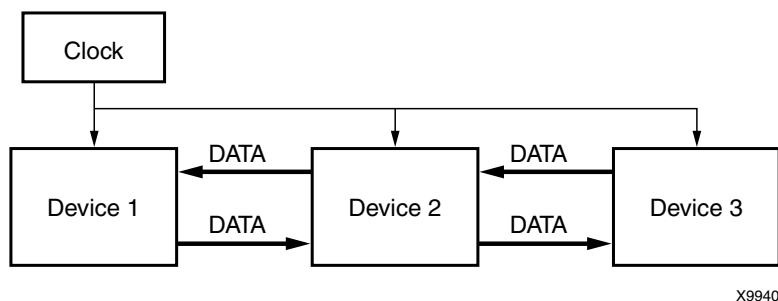 Clock
DATA
DATA
Device 1
Device 2
Device 3
DATA
DATA
X9940